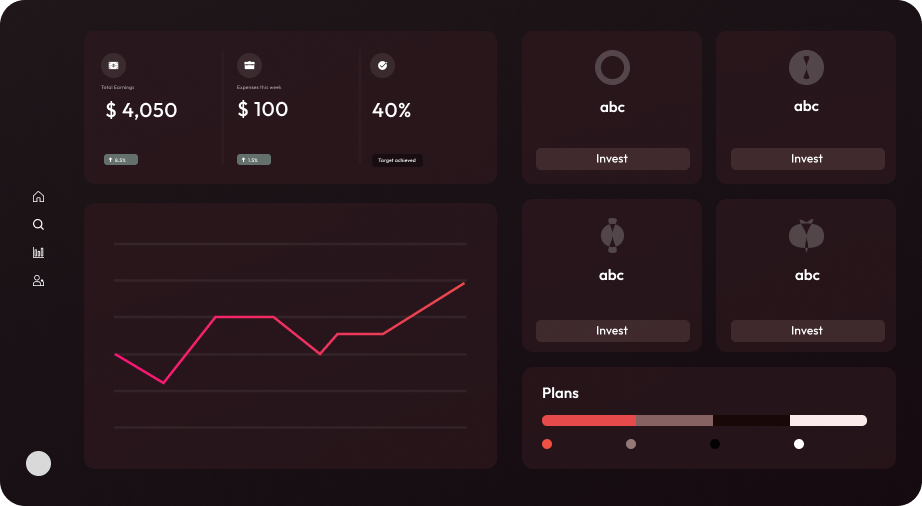 Total Earnings
$ 4,050
8.5%
Expenses this week
$ 100
1.5%
40%
Target achieved
abc
Invest
abc
Invest
abc
Invest
abc
Invest
Plans